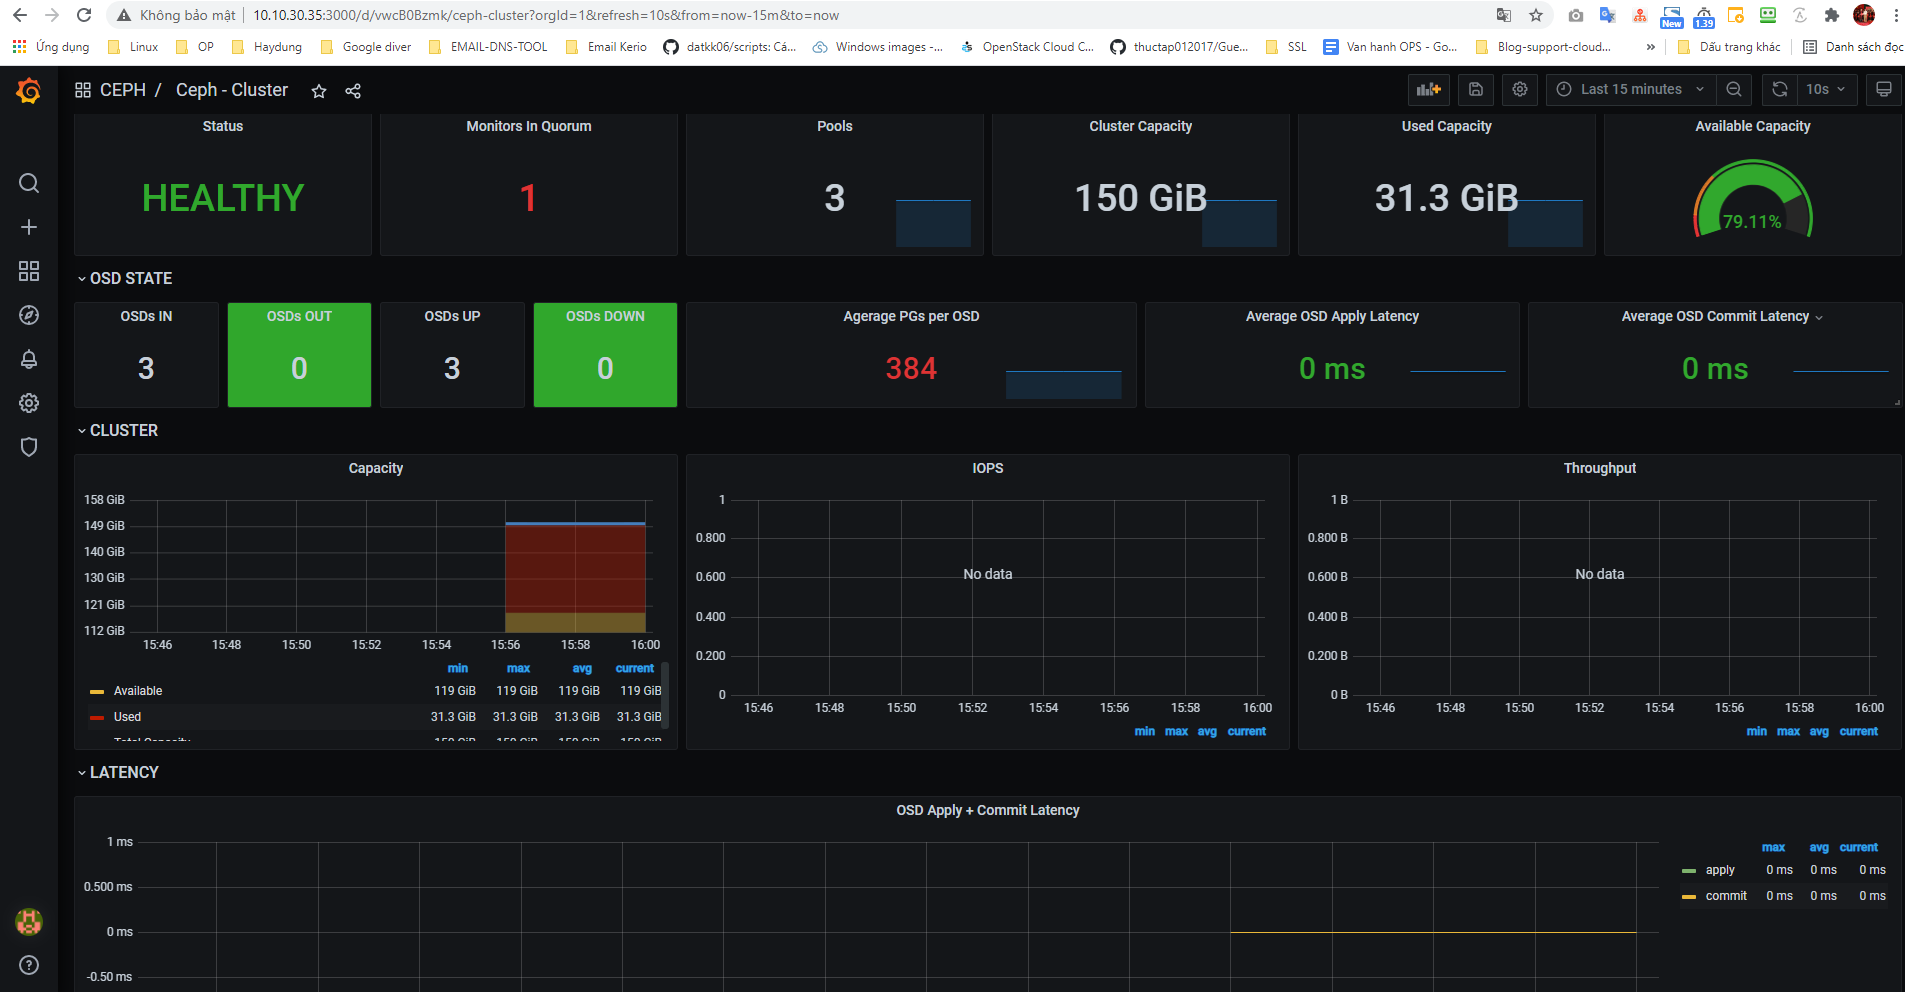 Không bảo mật | 10.10.30.35:3000/d/vwcB0Bzmk/ceph-cluster?orgId=1&refresh=10s&from=now-15m&to=now
New 1.39
Ứng dụng Linux OP Haydung Google diver EMAIL-DNS-TOOL Email Kerio datkk06/scripts: Cá... Windows images -... OpenStack Cloud C... thuctap012017/Gue... SSL Van hanh OPS - Go... Blog-support-cloud... » Dấu trang khác Danh sách đọc
CEPH / Ceph - Cluster Last 15 minutes 10s
Status Monitors In Quorum Pools Cluster Capacity Used Capacity Available Capacity
HEALTHY 1 3 150 GiB 31.3 GiB 79.11%
OSD STATE
OSDs IN OSDs OUT OSDs UP OSDs DOWN Agerage PGs per OSD Average OSD Apply Latency Average OSD Commit Latency
3 0 3 0 384 0 ms 0 ms
CLUSTER
Capacity
158 GiB
149 GiB
140 GiB
130 GiB
121 GiB
112 GiB
15:46 15:48 15:50 15:52 15:54 15:56 15:58 16:00
min max avg current
Available 119 GiB 119 GiB 119 GiB 119 GiB
Used 31.3 GiB 31.3 GiB 31.3 GiB 31.3 GiB
Total Capacity 150 GiB 150 GiB 150 GiB 150 GiB
IOPS
1
0.800
0.600
0.400
0.200
0
No data
15:46 15:48 15:50 15:52 15:54 15:56 15:58 16:00
min max avg current
Throughput
1 B
0.800 B
0.600 B
0.400 B
0.200 B
0 B
No data
15:46 15:48 15:50 15:52 15:54 15:56 15:58 16:00
min max avg current
LATENCY
OSD Apply + Commit Latency
1 ms
0.500 ms
0 ms
-0.50 ms
max avg current
apply 0 ms 0 ms 0 ms
commit 0 ms 0 ms 0 ms